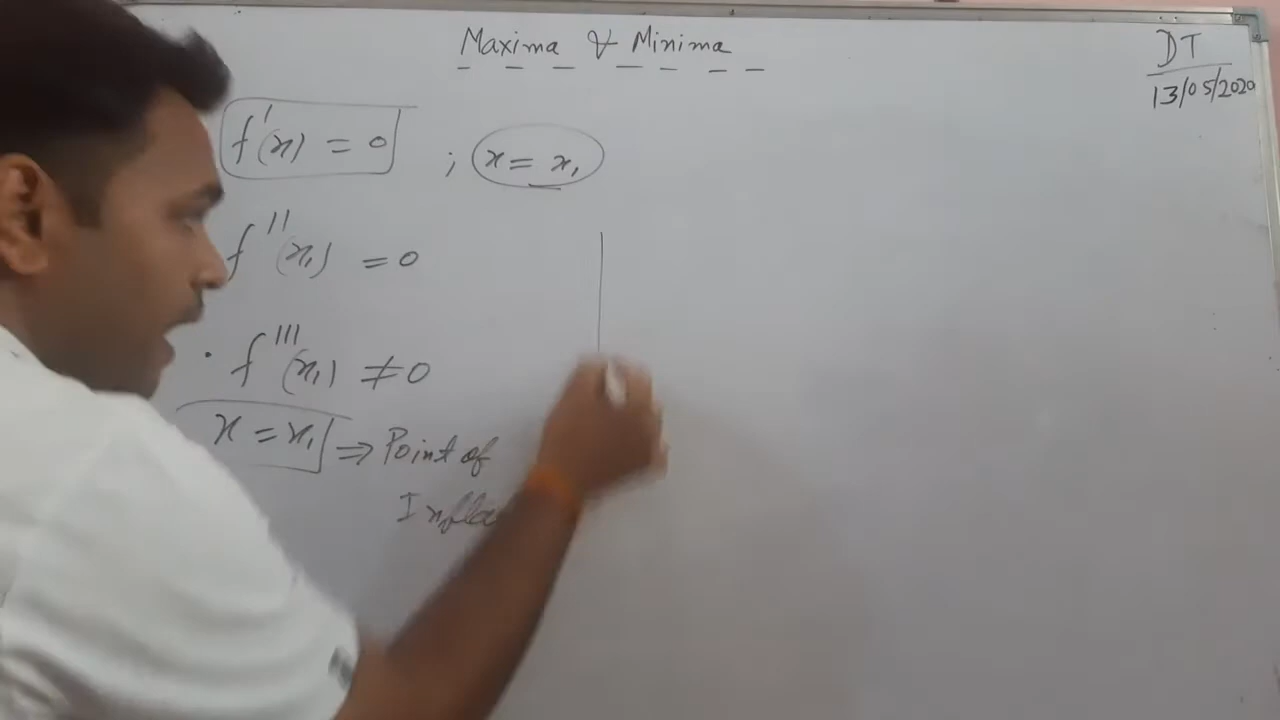 Maxima & Minima
DT
13/05/2020
f'(x) = 0 ; x = x₁
f''(x₁) = 0
f'''(x₁) ≠ 0
x = x₁ ⇒ Point of